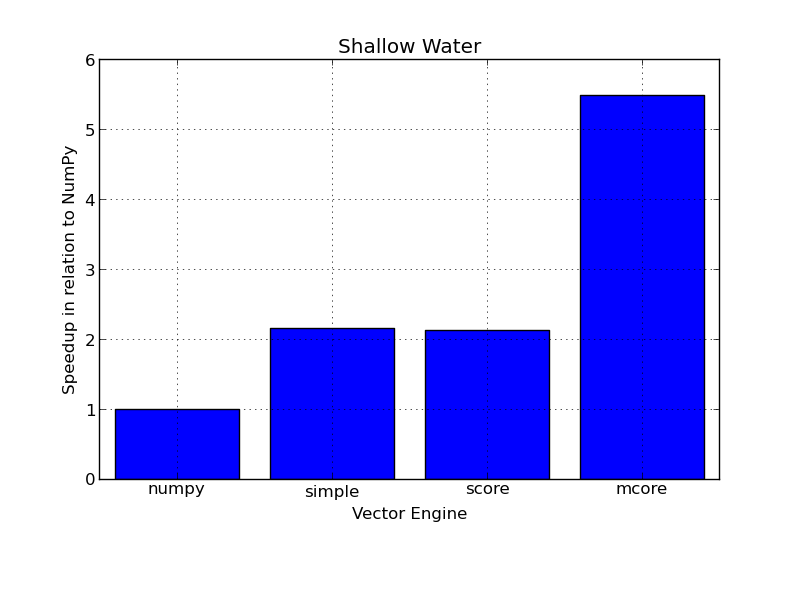 Shallow Water
6
5
4
3
2
1
0
Speedup in relation to NumPy
numpy simple score mcore
Vector Engine